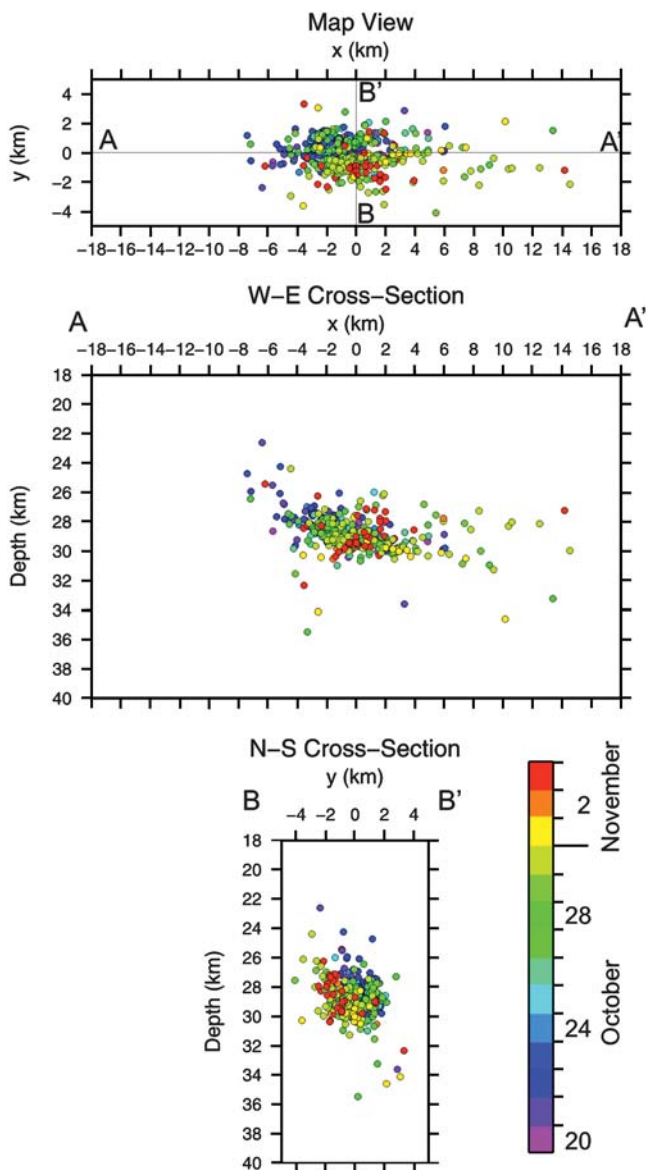 Map View
x (km)
y (km)
4
2
0
−2
−4
A
B'
A'
B
−18 −16 −14 −12 −10 −8 −6 −4 −2 0 2 4 6 8 10 12 14 16 18
W−E Cross−Section
A
x (km)
A'
−18 −16 −14 −12 −10 −8 −6 −4 −2 0 2 4 6 8 10 12 14 16 18
Depth (km)
18
20
22
24
26
28
30
32
34
36
38
40
N−S Cross−Section
y (km)
B
B'
−4 −2 0 2 4
Depth (km)
18
20
22
24
26
28
30
32
34
36
38
40
November
2
28
October
24
20